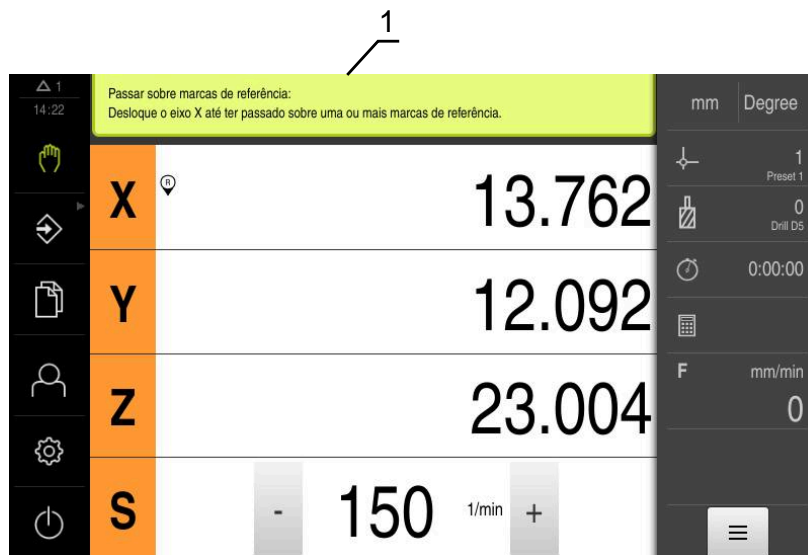 1
1
14:22
Passar sobre marcas de referência:
Desloque o eixo X até ter passado sobre uma ou mais marcas de referência.
mm Degree
X R 13.762
1
Preset 1
0
Drill D5
Y 12.092
0:00:00
Z 23.004
F mm/min
0
S - 150 1/min +